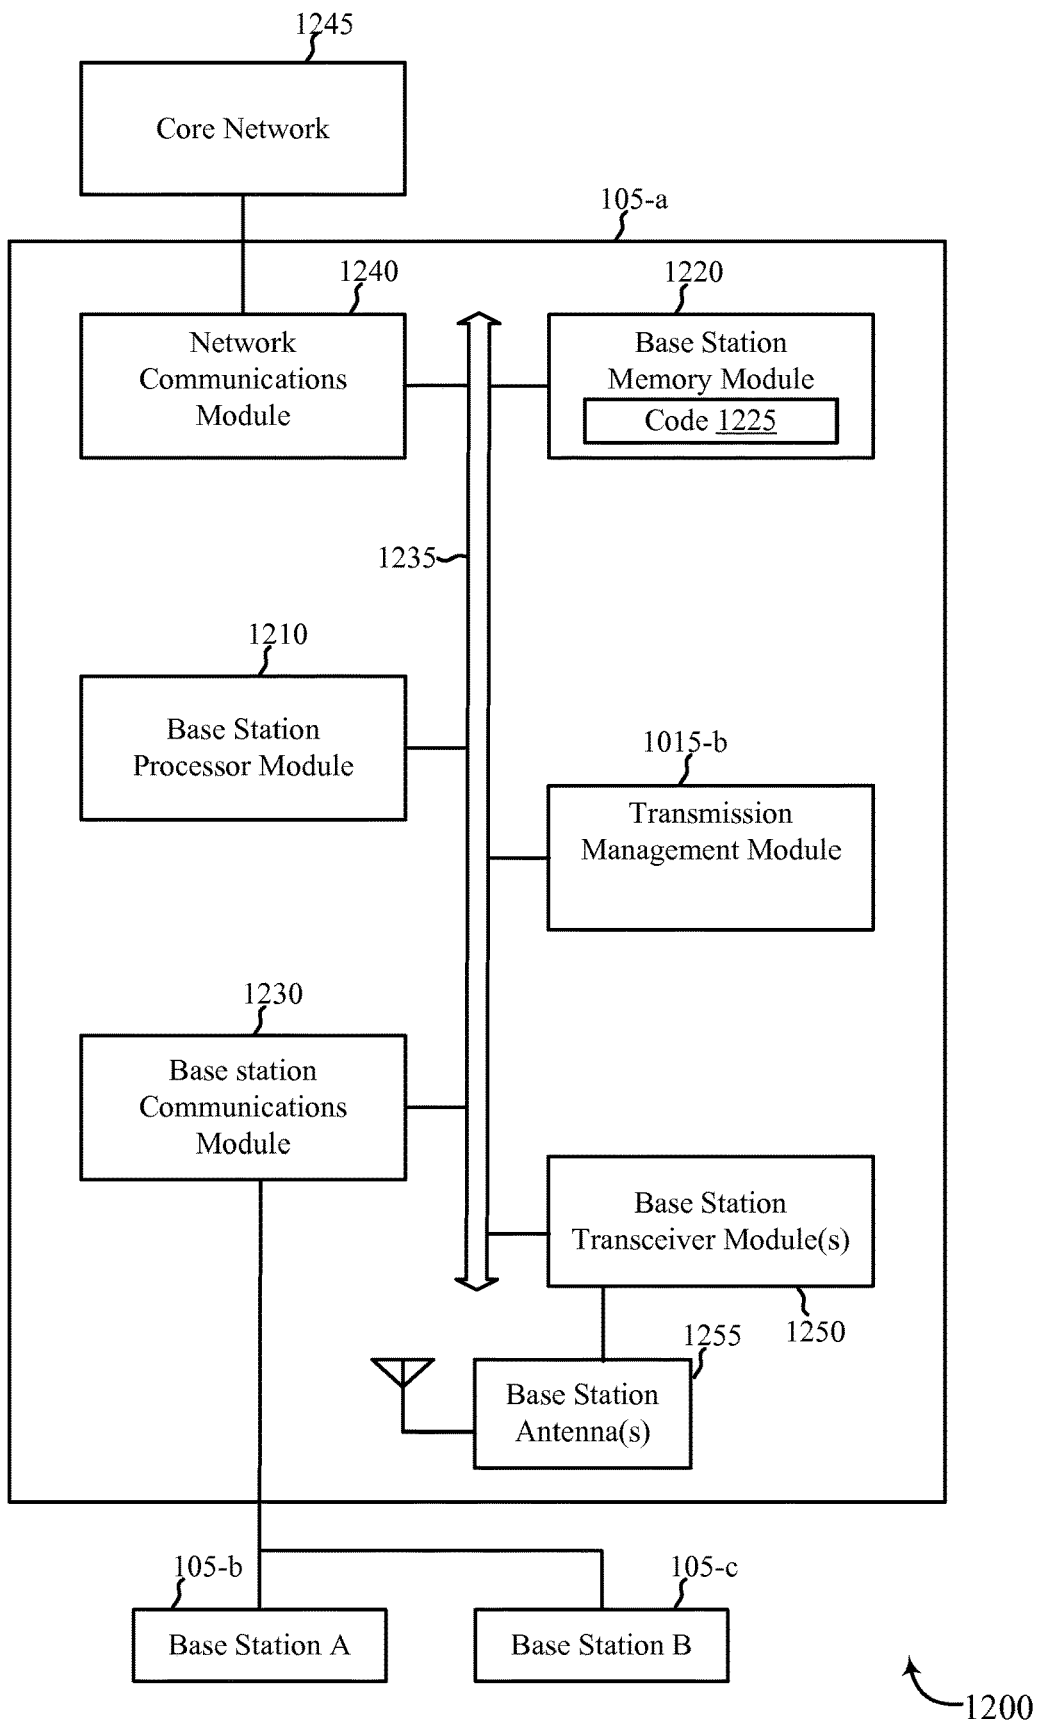 1245
Core Network
105-a
1240
1220
Network
Communications
Module
Base Station
Memory Module
Code 1225
1235
1210
Base Station
Processor Module
1015-b
Transmission
Management Module
1230
Base station
Communications
Module
Base Station
Transceiver Module(s)
1250
1255
Base Station
Antenna(s)
105-b
105-c
Base Station A
Base Station B
1200